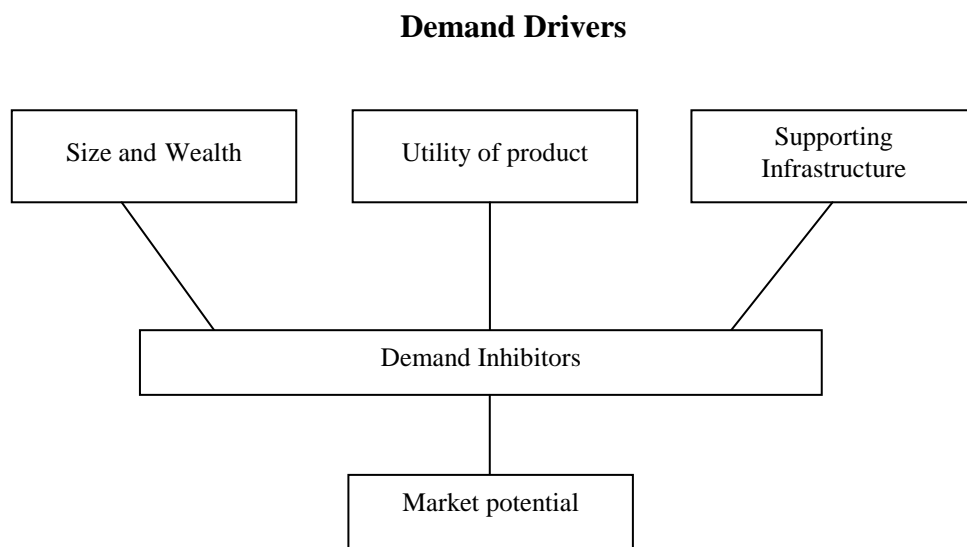 Demand Drivers
Size and Wealth
Utility of product
Supporting
Infrastructure
Demand Inhibitors
Market potential